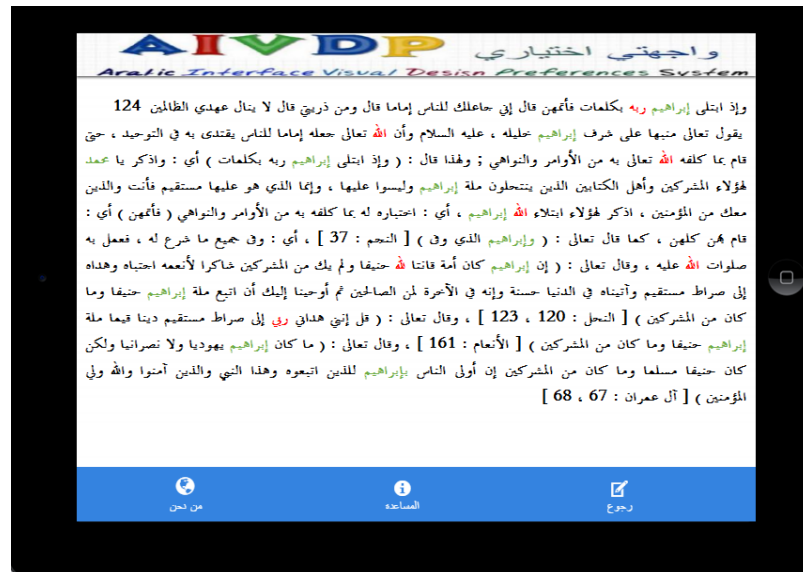 AIVDP واجهتي اختياري
Arabic Interface Visual Design Preferences System
وإذ ابتلى إبراهيم ربه بكلمات فأتمهن قال إني جاعلك للناس إماما قال ومن ذريتي قال لا ينال عهدي الظالمين 124
يقول تعالى منبها على شرف إبراهيم خليله ، عليه السلام وأن الله تعالى جعله إماما للناس يقتدى به في التوحيد ، حتى
قام بما كلفه الله تعالى به من الأوامر والنواهي ; ولهذا قال : ( وإذ ابتلى إبراهيم ربه بكلمات ) أي : واذكر يا محمد
لهؤلاء المشركين وأهل الكتابين الذين ينتحلون ملة إبراهيم وليسوا عليها ، وإنما الذي هو عليها مستقيم فأنت والذين
معك من المؤمنين ، اذكر لهؤلاء ابتلاء الله إبراهيم ، أي : اختباره له بما كلفه به من الأوامر والنواهي ( فأتمهن ) أي :
قام بهن كلهن ، كما قال تعالى : ( وإبراهيم الذي وفى ) [ النجم : 37 ] ، أي : وفى جميع ما شرع له ، فعمل به
صلوات الله عليه ، وقال تعالى : ( إن إبراهيم كان أمة قانتا لله حنيفا ولم يك من المشركين شاكرا لأنعمه اجتباه وهداه
إلى صراط مستقيم وآتيناه في الدنيا حسنة وإنه في الآخرة لمن الصالحين ثم أوحينا إليك أن اتبع ملة إبراهيم حنيفا وما
كان من المشركين ) [ النحل : 120 ، 123 ] ، وقال تعالى : ( قل إنني هداني ربي إلى صراط مستقيم دينا قيما ملة
إبراهيم حنيفا وما كان من المشركين ) [ الأنعام : 161 ] ، وقال تعالى : ( ما كان إبراهيم يهوديا ولا نصرانيا ولكن
كان حنيفا مسلما وما كان من المشركين إن أولى الناس بإبراهيم للذين اتبعوه وهذا النبي والذين آمنوا والله ولي
المؤمنين ) [ آل عمران : 67 ، 68 ]
رجوع
المساعده
من نحن